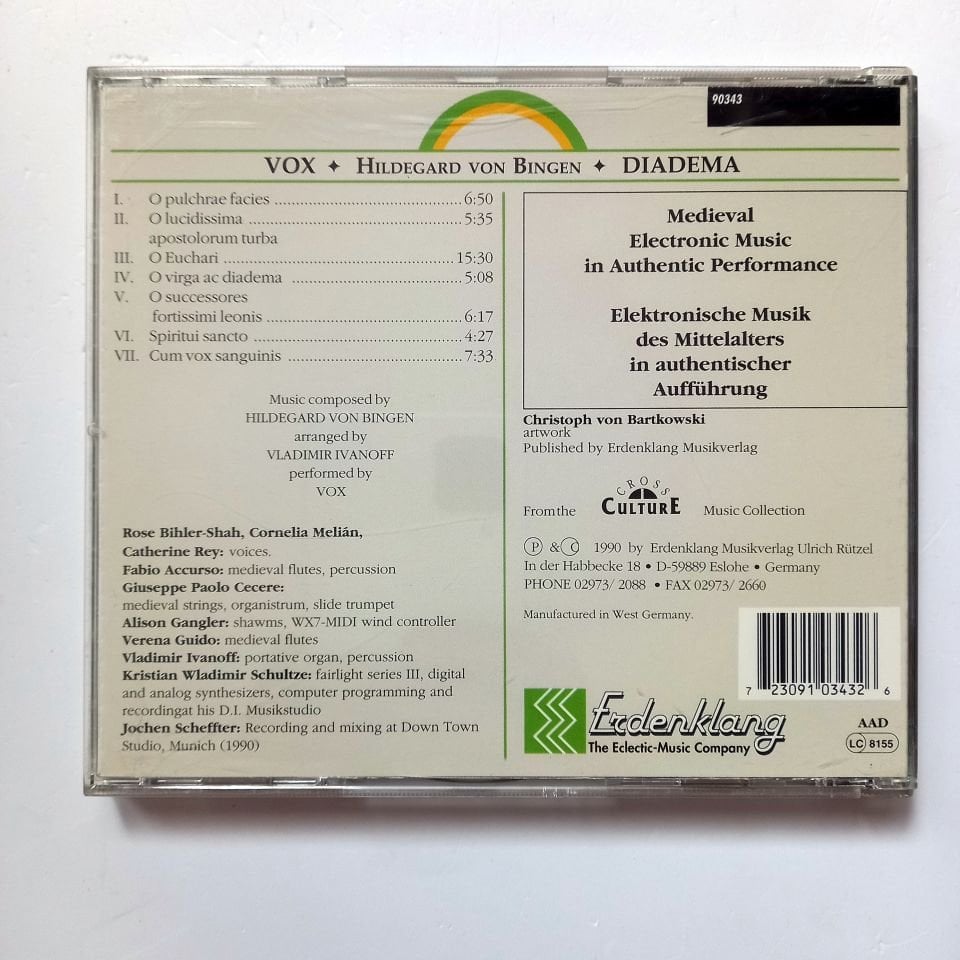 90343
VOX ✦ HILDEGARD VON BINGEN ✦ DIADEMA
I. O pulchrae facies ........................................ 6:50
II. O lucidissima ............................................ 5:35
apostolorum turba
III. O Euchari ................................................ 15:30
IV. O virga ac diadema .................................. 5:08
V. O successores
fortissimi leonis ........................................ 6:17
VI. Spiritui sancto .......................................... 4:27
VII. Cum vox sanguinis .................................. 7:33
Music composed by
HILDEGARD VON BINGEN
arranged by
VLADIMIR IVANOFF
performed by
VOX
Rose Bihler-Shah, Cornelia Melián,
Catherine Rey: voices.
Fabio Accurso: medieval flutes, percussion
Giuseppe Paolo Cecere:
medieval strings, organistrum, slide trumpet
Alison Gangler: shawms, WX7-MIDI wind controller
Verena Guido: medieval flutes
Vladimir Ivanoff: portative organ, percussion
Kristian Wladimir Schultze: fairlight series III, digital
and analog synthesizers, computer programming and
recordingat his D.I. Musikstudio
Jochen Scheffter: Recording and mixing at Down Town
Studio, Munich (1990)
Medieval
Electronic Music
in Authentic Performance
Elektronische Musik
des Mittelalters
in authentischer
Aufführung
Christoph von Bartkowski
artwork
Published by Erdenklang Musikverlag
From the CROSS CULTURE Music Collection
Ⓟ & Ⓒ 1990 by Erdenklang Musikverlag Ulrich Rützel
In der Habbecke 18 • D-59889 Eslohe • Germany
PHONE 02973/ 2088 • FAX 02973/ 2660
Manufactured in West Germany.
7 23091 03432 6
Erdenklang
The Eclectic-Music Company
AAD
LC 8155